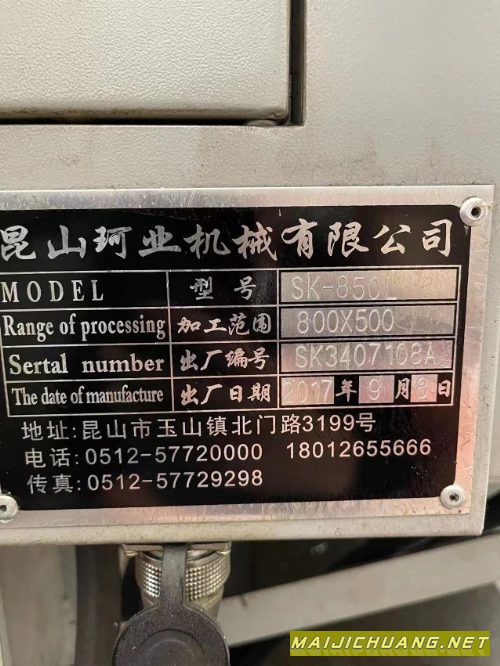 昆山珂业机械有限公司
MODEL 型号 SK-850L
Range of processing 加工范围 800X500
Sertal number 出厂编号 SK3407108A
The date of manufacture 出厂日期 2017年9月8日
地址:昆山市玉山镇北门路3199号
电话:0512-57720000 18012655666
传真:0512-57729298
MAIJICHUANG.NET